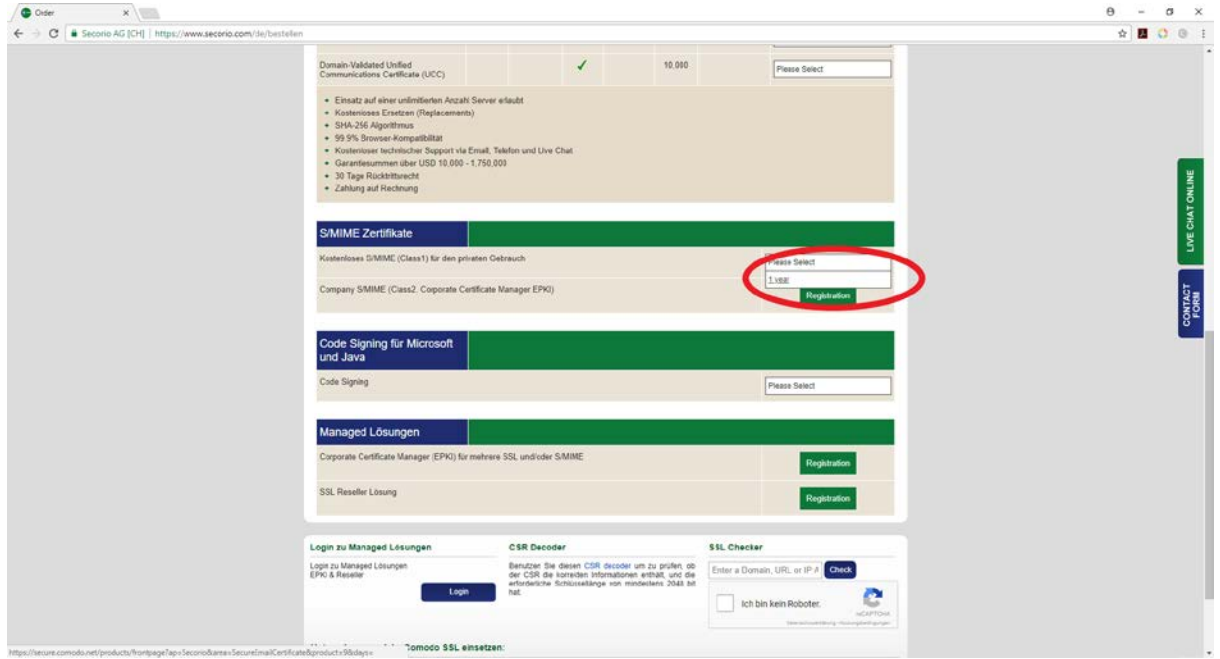 Order
Secorio AG [CH] | https://www.secorio.com/de/bestellen
Domain-Validated Unified
Communications Certificate (UCC)
10,000
Please Select
Einsatz auf einer unlimitierten Anzahl Server erlaubt
Kostenloses Ersetzen (Replacements)
SHA-256 Algorithmus
99.9% Browser-Kompatibilität
Kostenloser technischer Support via Email, Telefon und Live Chat
Garantiesummen über USD 10,000 - 1,750,000
30 Tage Rücktrittsrecht
Zahlung auf Rechnung
LIVE CHAT ONLINE
CONTACT
FORM
S/MIME Zertifikate
Kostenloses S/MIME (Class1) für den privaten Gebrauch
Please Select
1 year
Company S/MIME (Class2. Corporate Certificate Manager EPKI)
Registration
Code Signing für Microsoft
und Java
Code Signing
Please Select
Managed Lösungen
Corporate Certificate Manager (EPKI) für mehrere SSL und/oder S/MIME
Registration
SSL Reseller Lösung
Registration
Login zu Managed Lösungen
Login zu Managed Lösungen
EPKI & Reseller
Login
CSR Decoder
Benutzen Sie diesen CSR decoder um zu prüfen, ob
der CSR die korrekten Informationen enthält, und die
erforderliche Schlüssellänge von mindestens 2048 bit
hat.
SSL Checker
Enter a Domain, URL or IP A
Check
Ich bin kein Roboter.
reCAPTCHA
Datenschutzerklärung - Nutzungsbedingungen
Comodo SSL einsetzen:
https://secure.comodo.net/products/frontpage?ap=Secorio&area=SecureEmailCertificate&product=9&days=